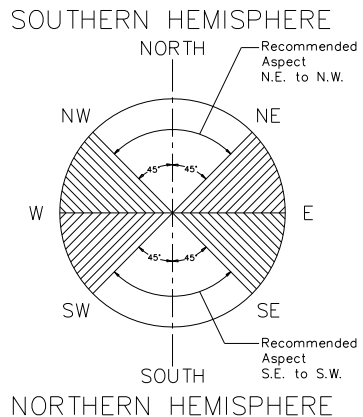 SOUTHERN HEMISPHERE
NORTH
Recommended
Aspect
N.E. to N.W.
NW
NE
45°
45°
W
E
45°
45°
SW
SE
Recommended
Aspect
S.E. to S.W.
SOUTH
NORTHERN HEMISPHERE